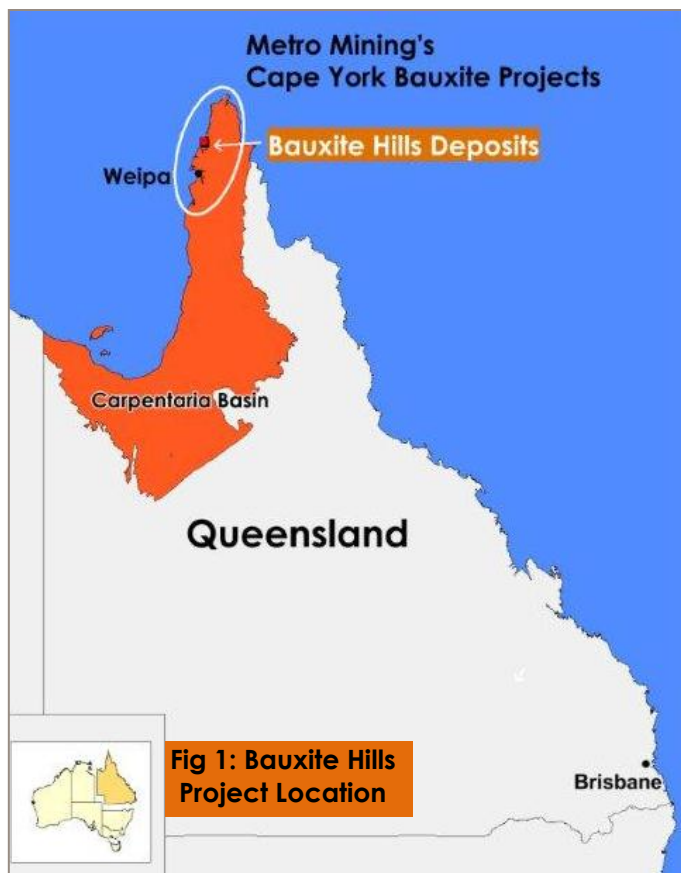 Metro Mining's
Cape York Bauxite Projects
Bauxite Hills Deposits
Weipa
Carpentaria Basin
Queensland
Fig 1: Bauxite Hills
Project Location
Brisbane